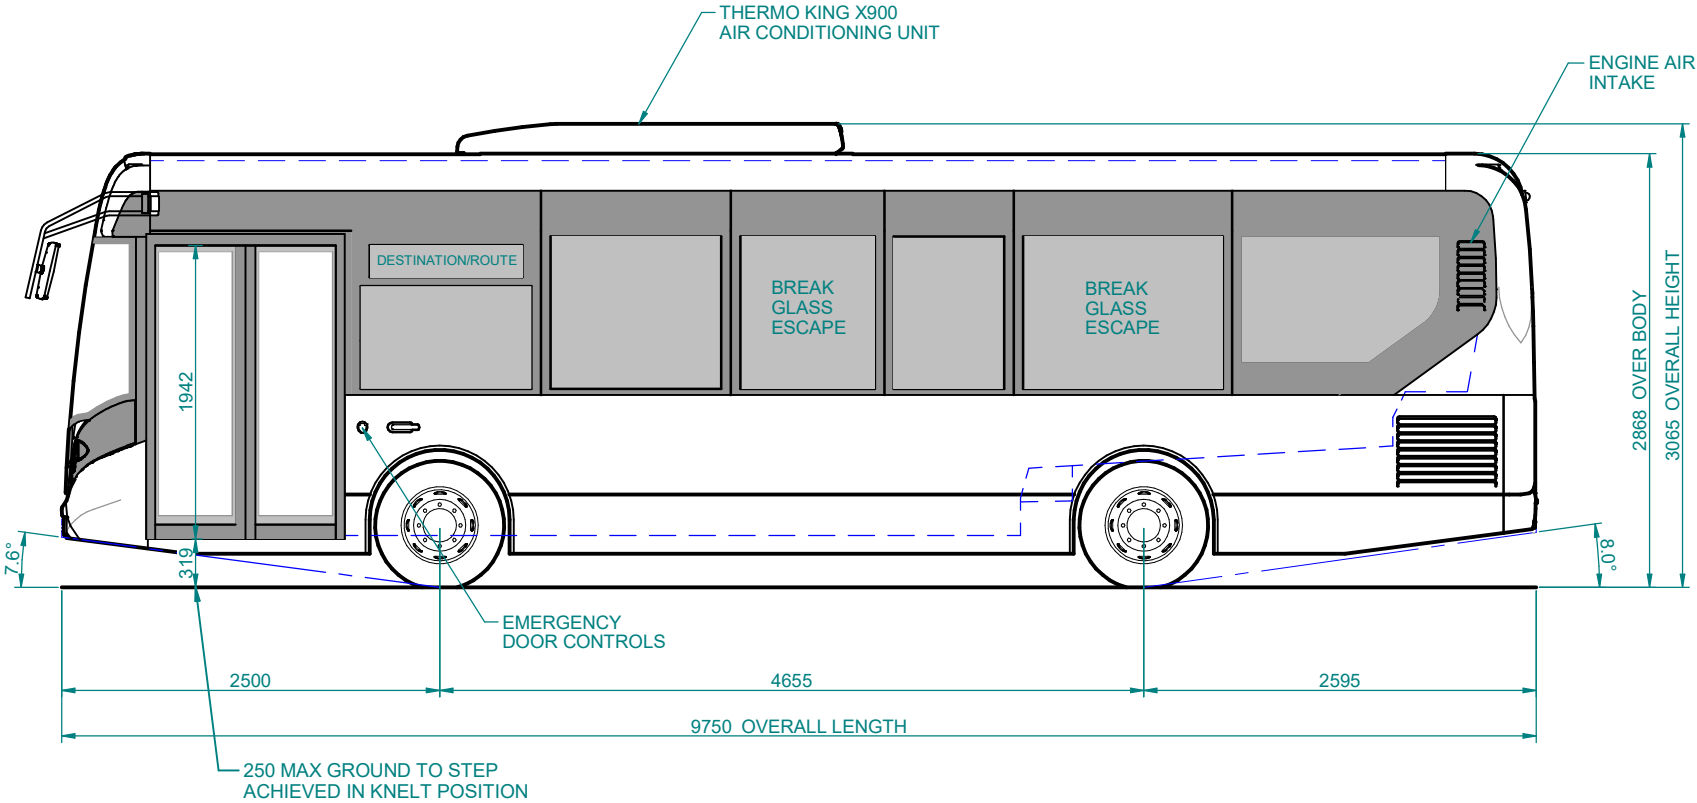 THERMO KING X900
AIR CONDITIONING UNIT
ENGINE AIR
INTAKE
DESTINATION/ROUTE
BREAK
GLASS
ESCAPE
BREAK
GLASS
ESCAPE
1942
319
7.6°
8.0°
2868 OVER BODY
3065 OVERALL HEIGHT
EMERGENCY
DOOR CONTROLS
2500
4655
2595
9750 OVERALL LENGTH
250 MAX GROUND TO STEP
ACHIEVED IN KNELT POSITION